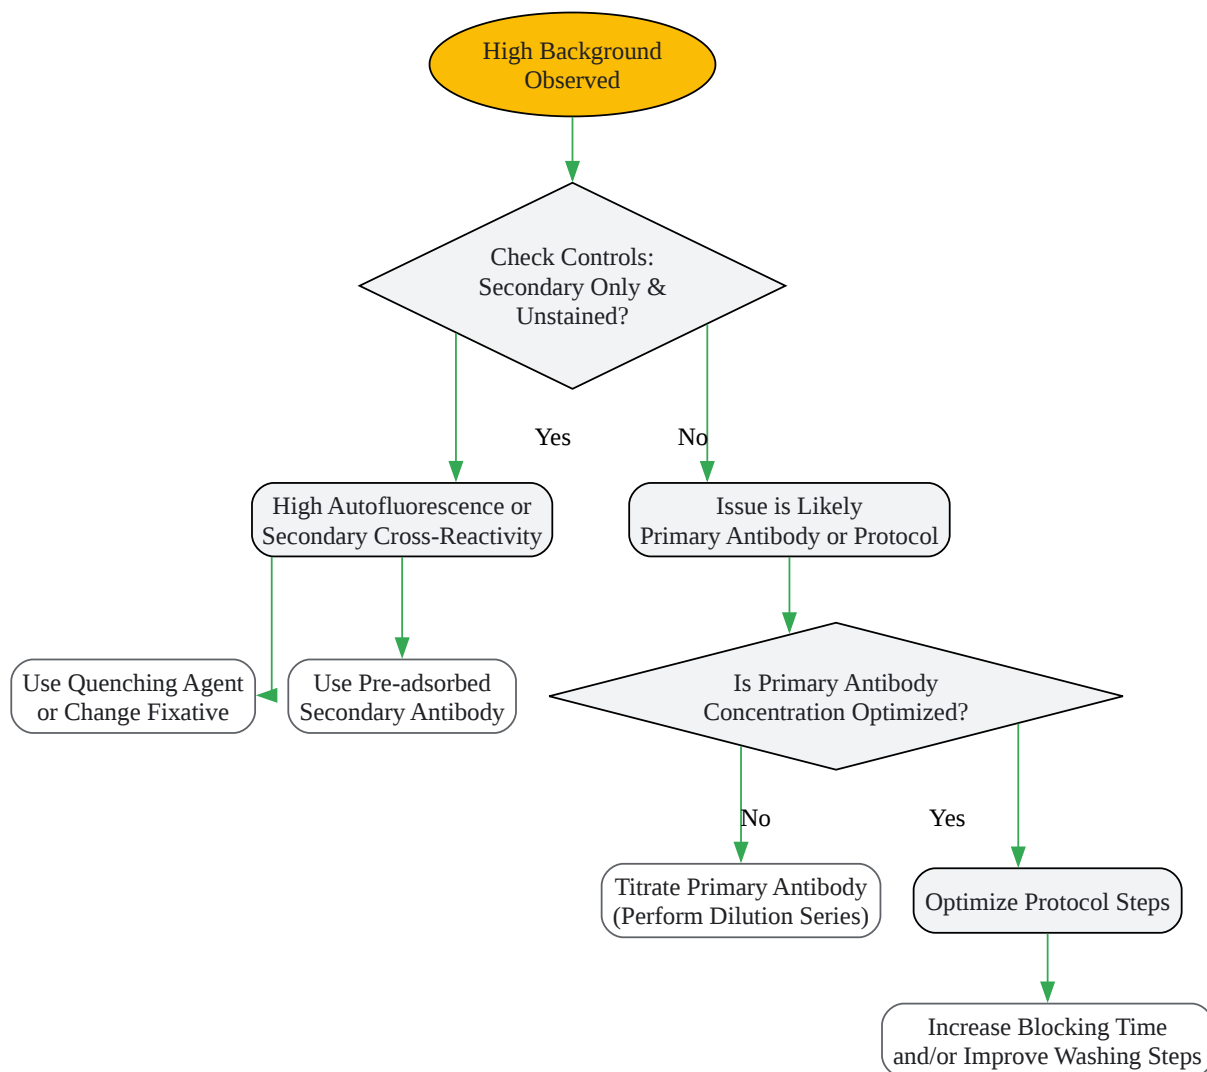 High Background
Observed
Check Controls:
Secondary Only &
Unstained?
Yes
No
High Autofluorescence or
Secondary Cross-Reactivity
Issue is Likely
Primary Antibody or Protocol
Use Quenching Agent
or Change Fixative
Use Pre-adsorbed
Secondary Antibody
Is Primary Antibody
Concentration Optimized?
No
Yes
Titrate Primary Antibody
(Perform Dilution Series)
Optimize Protocol Steps
Increase Blocking Time
and/or Improve Washing Steps